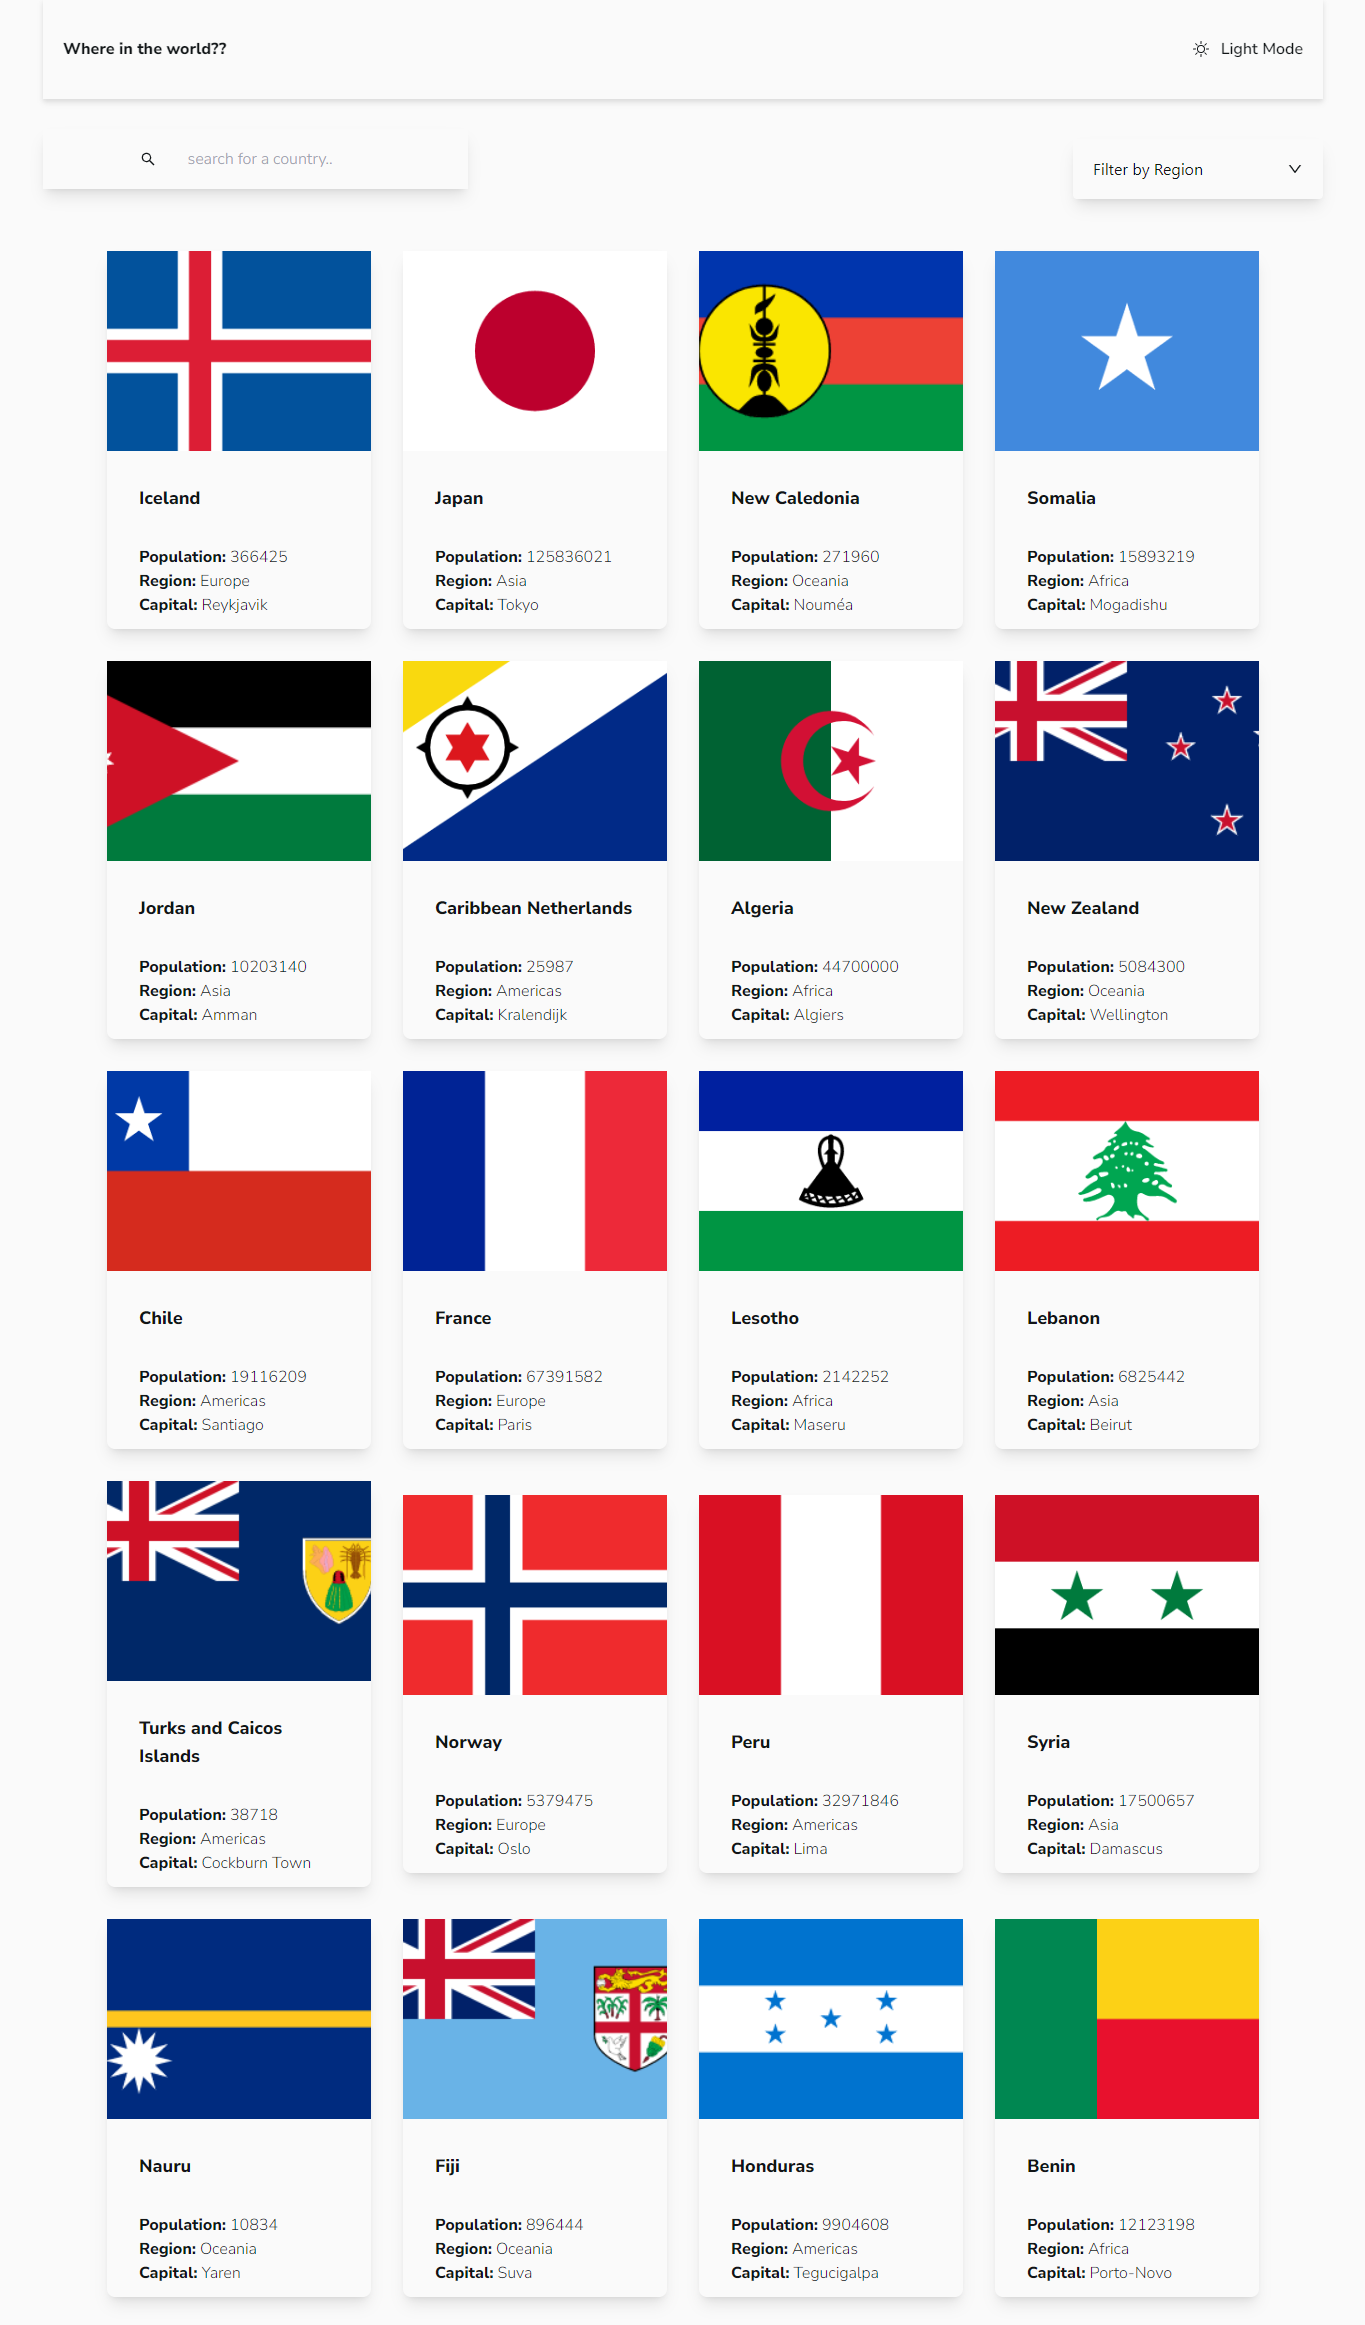 Where in the world??
Light Mode
search for a country..
Filter by Region
Iceland
Population: 366425
Region: Europe
Capital: Reykjavik
Japan
Population: 125836021
Region: Asia
Capital: Tokyo
New Caledonia
Population: 271960
Region: Oceania
Capital: Nouméa
Somalia
Population: 15893219
Region: Africa
Capital: Mogadishu
Jordan
Population: 10203140
Region: Asia
Capital: Amman
Caribbean Netherlands
Population: 25987
Region: Americas
Capital: Kralendijk
Algeria
Population: 44700000
Region: Africa
Capital: Algiers
New Zealand
Population: 5084300
Region: Oceania
Capital: Wellington
Chile
Population: 19116209
Region: Americas
Capital: Santiago
France
Population: 67391582
Region: Europe
Capital: Paris
Lesotho
Population: 2142252
Region: Africa
Capital: Maseru
Lebanon
Population: 6825442
Region: Asia
Capital: Beirut
Turks and Caicos
Islands
Population: 38718
Region: Americas
Capital: Cockburn Town
Norway
Population: 5379475
Region: Europe
Capital: Oslo
Peru
Population: 32971846
Region: Americas
Capital: Lima
Syria
Population: 17500657
Region: Asia
Capital: Damascus
Nauru
Population: 10834
Region: Oceania
Capital: Yaren
Fiji
Population: 896444
Region: Oceania
Capital: Suva
Honduras
Population: 9904608
Region: Americas
Capital: Tegucigalpa
Benin
Population: 12123198
Region: Africa
Capital: Porto-Novo